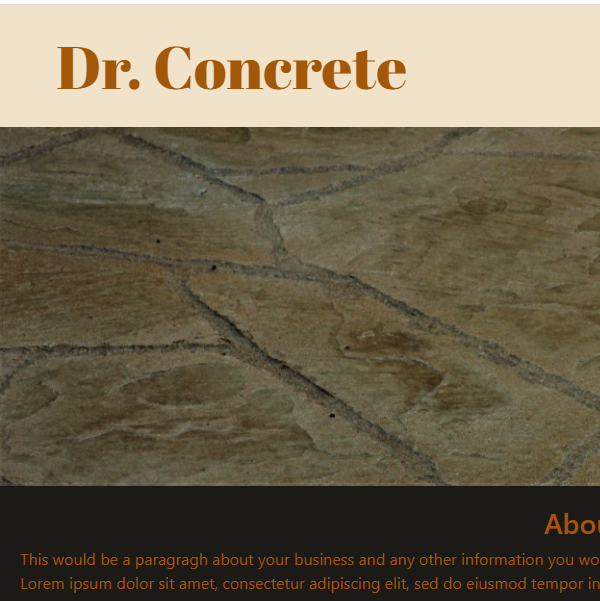 Dr. Concrete
Abou
This would be a paragragh about your business and any other information you wo
Lorem ipsum dolor sit amet, consectetur adipiscing elit, sed do eiusmod tempor in